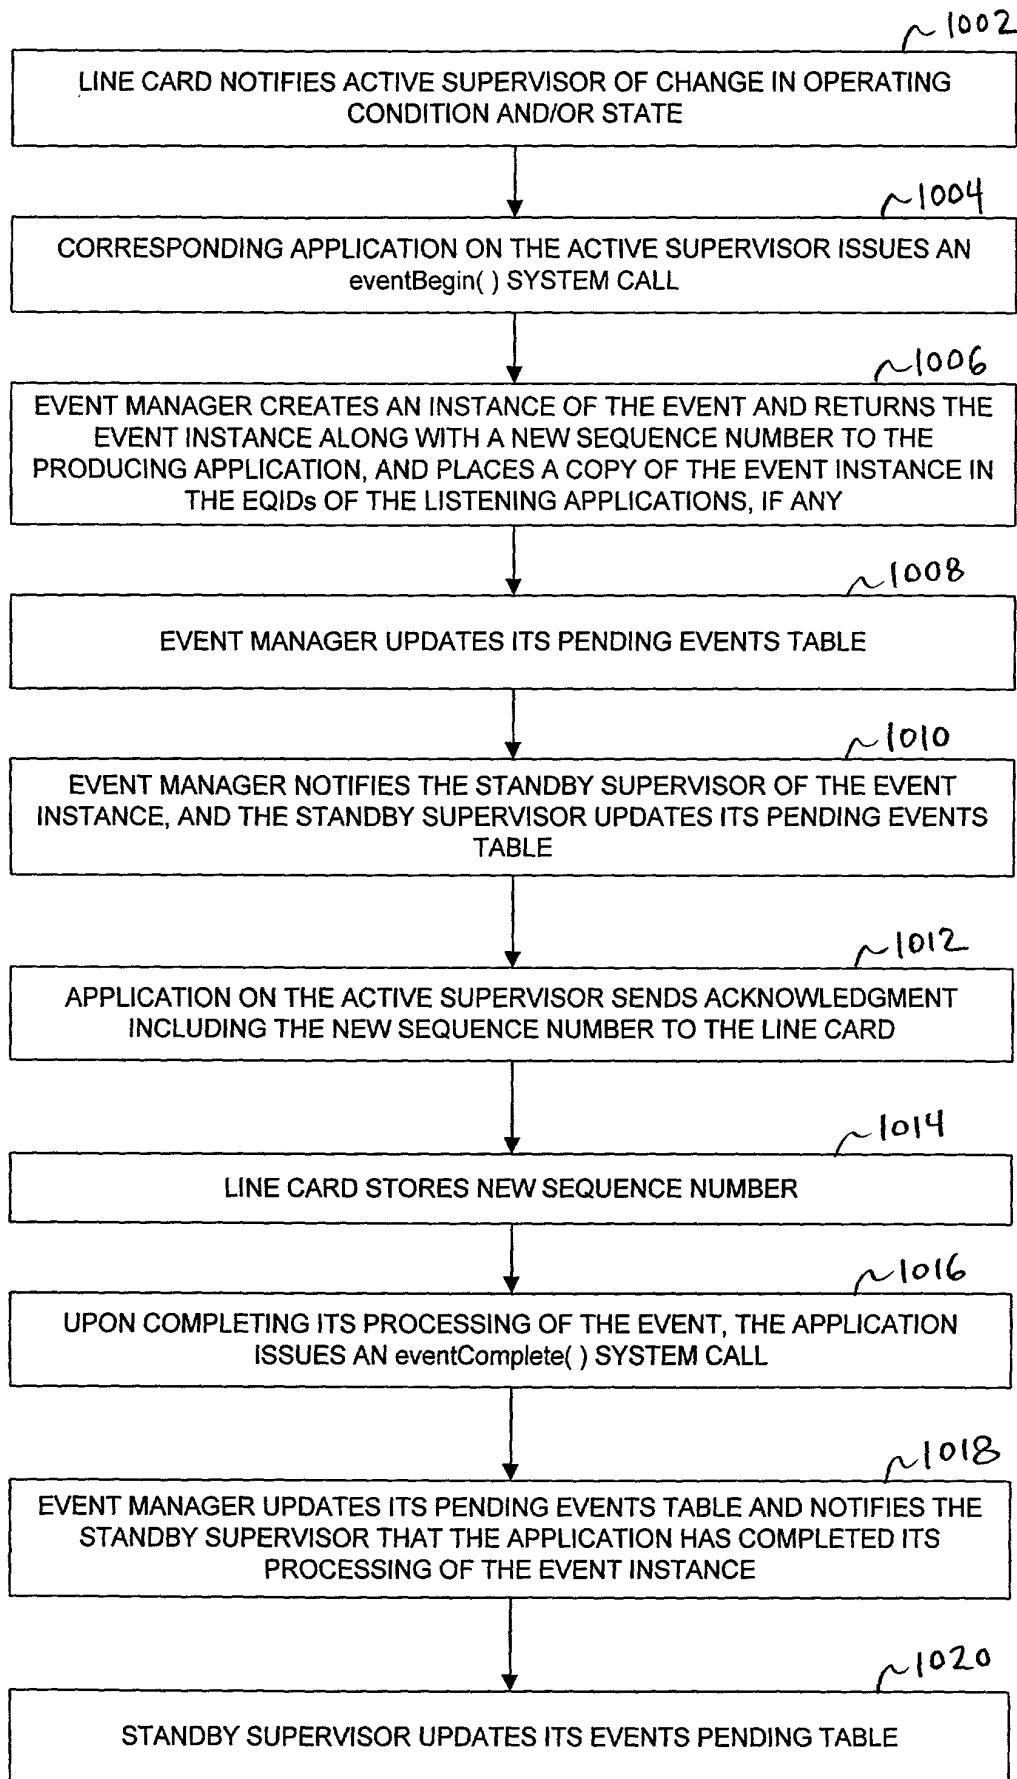 1002
LINE CARD NOTIFIES ACTIVE SUPERVISOR OF CHANGE IN OPERATING
CONDITION AND/OR STATE
1004
CORRESPONDING APPLICATION ON THE ACTIVE SUPERVISOR ISSUES AN
eventBegin( ) SYSTEM CALL
1006
EVENT MANAGER CREATES AN INSTANCE OF THE EVENT AND RETURNS THE
EVENT INSTANCE ALONG WITH A NEW SEQUENCE NUMBER TO THE
PRODUCING APPLICATION, AND PLACES A COPY OF THE EVENT INSTANCE IN
THE EQIDs OF THE LISTENING APPLICATIONS, IF ANY
1008
EVENT MANAGER UPDATES ITS PENDING EVENTS TABLE
1010
EVENT MANAGER NOTIFIES THE STANDBY SUPERVISOR OF THE EVENT
INSTANCE, AND THE STANDBY SUPERVISOR UPDATES ITS PENDING EVENTS
TABLE
1012
APPLICATION ON THE ACTIVE SUPERVISOR SENDS ACKNOWLEDGMENT
INCLUDING THE NEW SEQUENCE NUMBER TO THE LINE CARD
1014
LINE CARD STORES NEW SEQUENCE NUMBER
1016
UPON COMPLETING ITS PROCESSING OF THE EVENT, THE APPLICATION
ISSUES AN eventComplete( ) SYSTEM CALL
1018
EVENT MANAGER UPDATES ITS PENDING EVENTS TABLE AND NOTIFIES THE
STANDBY SUPERVISOR THAT THE APPLICATION HAS COMPLETED ITS
PROCESSING OF THE EVENT INSTANCE
1020
STANDBY SUPERVISOR UPDATES ITS EVENTS PENDING TABLE